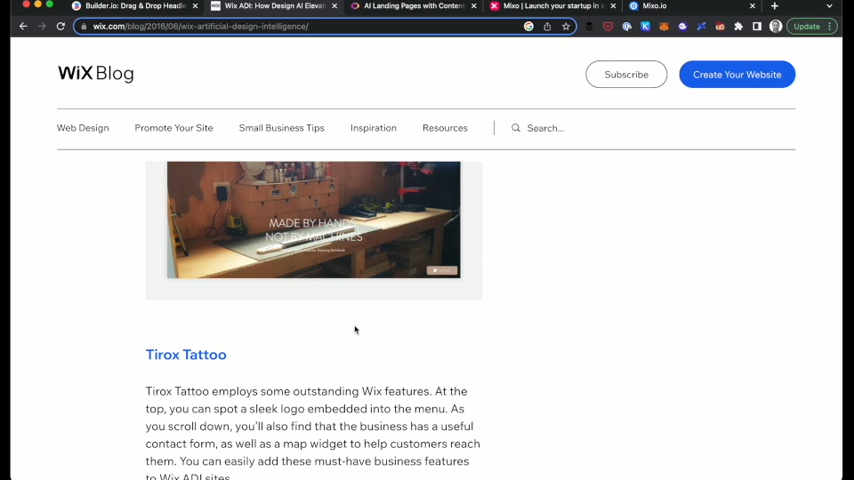 Builder.io: Drag & Drop Headle
Wix ADI: How Design AI Elevat
AI Landing Pages with Conten
Mixo | Launch your startup in s
Mixo.io
wix.com/blog/2016/06/wix-artificial-design-intelligence/
Update
WiX Blog
Subscribe
Create Your Website
Web Design
Promote Your Site
Small Business Tips
Inspiration
Resources
Search...
MADE BY HANDS
NOT BY MACHINES
Tirox Tattoo
Tirox Tattoo employs some outstanding Wix features. At the
top, you can spot a sleek logo embedded into the menu. As
you scroll down, you'll also find that the business has a useful
contact form, as well as a map widget to help customers reach
them. You can easily add these must-have business features
to Wix ADI sites.